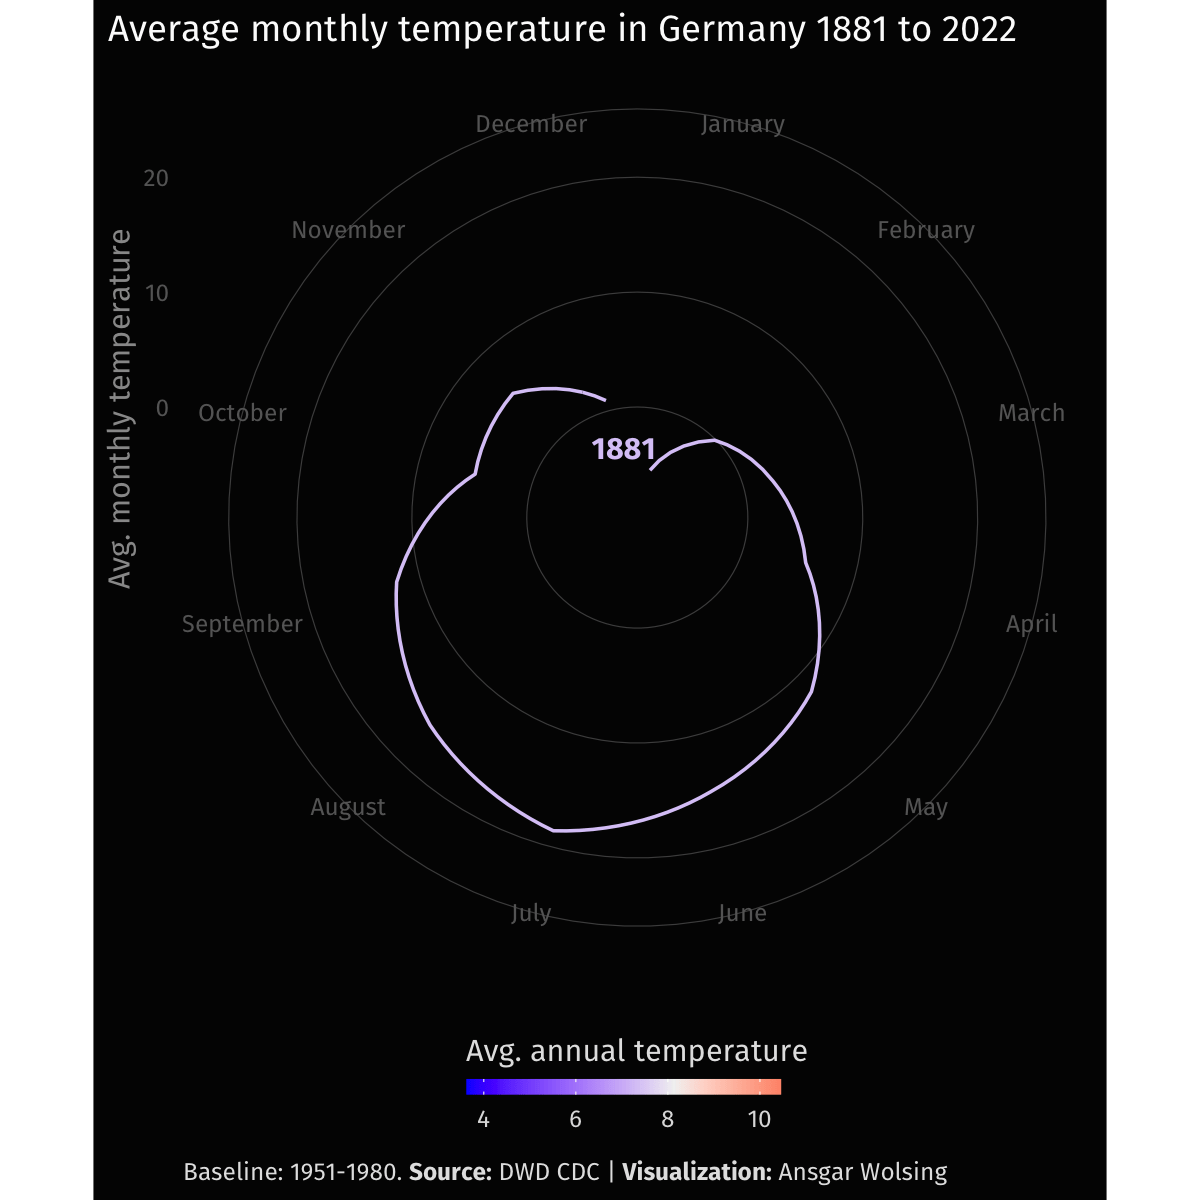 Average monthly temperature in Germany 1881 to 2022
December
January
20
November
February
Avg. monthly temperature
10
0
October
March
1881
September
April
August
May
July
June
Avg. annual temperature
4 6 8 10
Baseline: 1951-1980. Source: DWD CDC | Visualization: Ansgar Wolsing